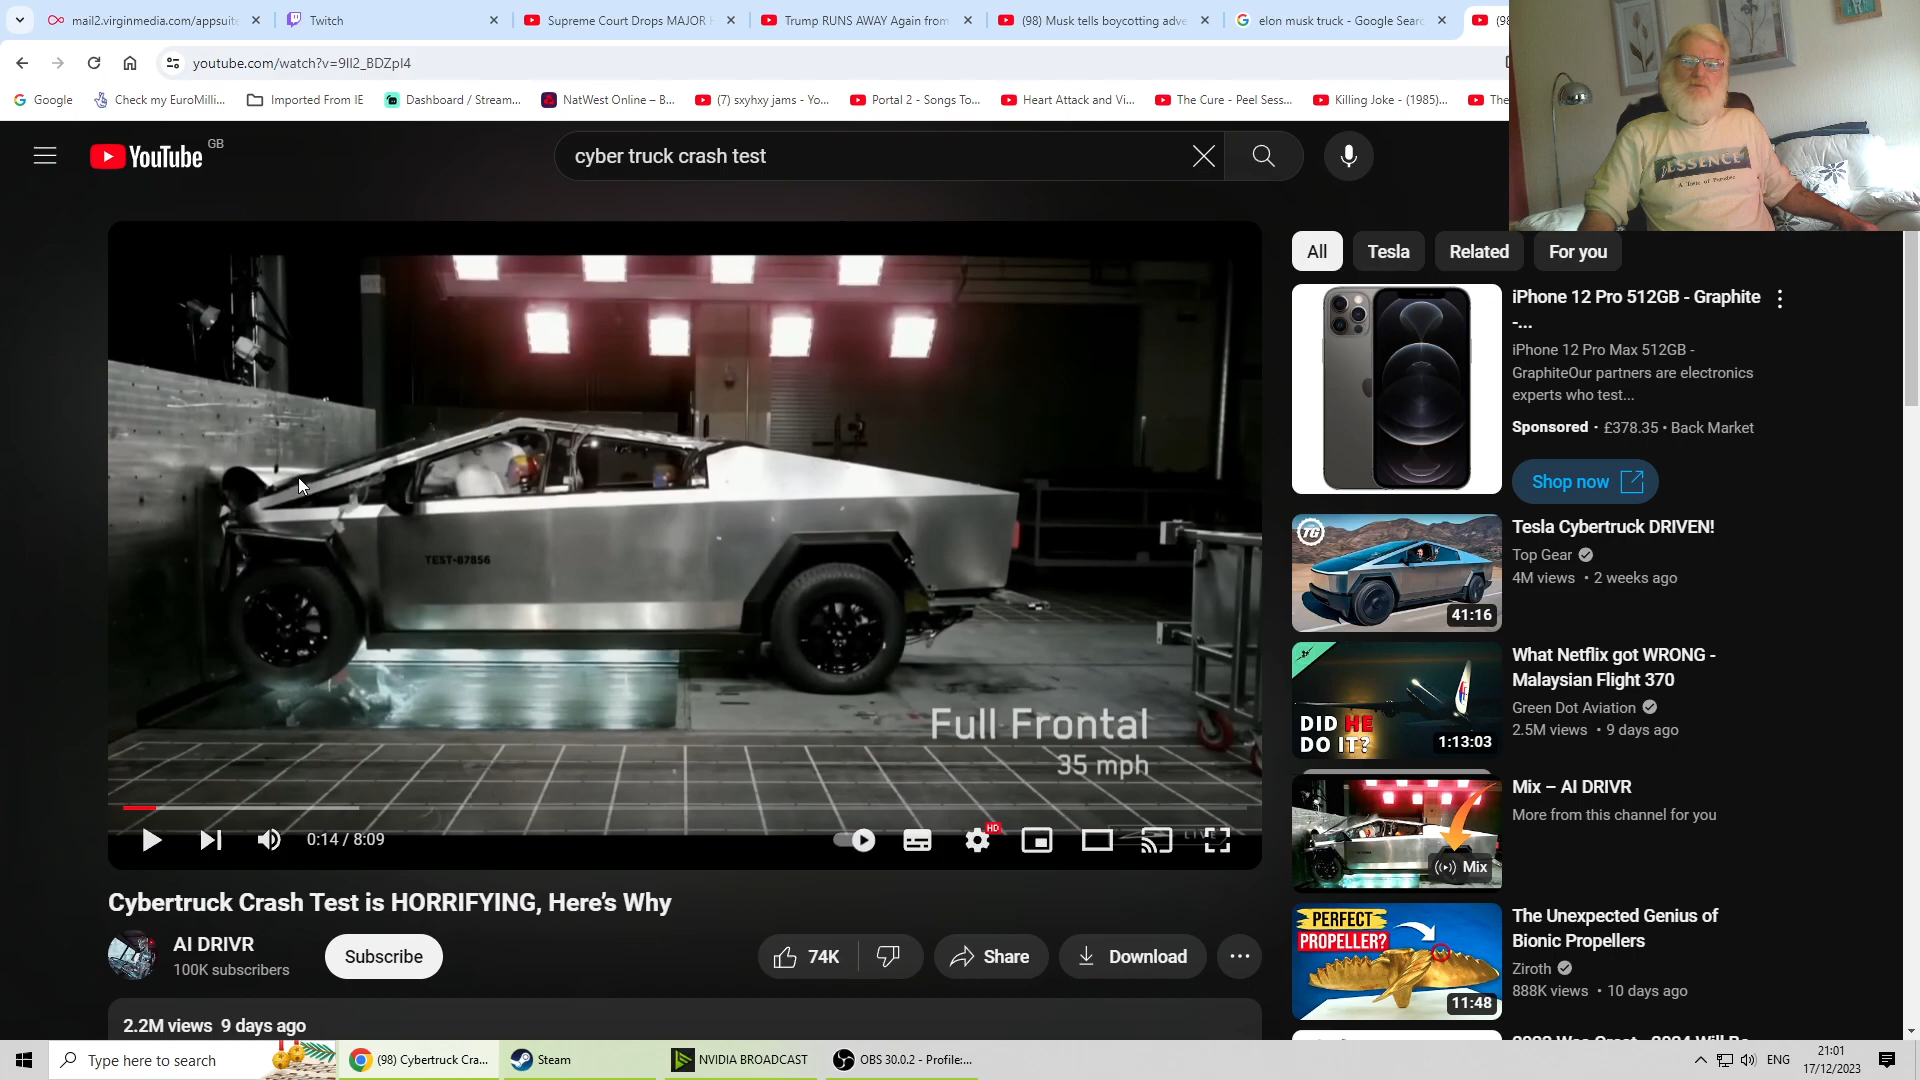 mail2.virginmedia.com/appsuite
Twitch
Supreme Court Drops MAJOR
Trump RUNS AWAY Again from
(98) Musk tells boycotting adve
elon musk truck - Google Searc
youtube.com/watch?v=9II2_BDZpI4
Google
Check my EuroMilli...
Imported From IE
Dashboard / Stream...
NatWest Online – B...
(7) sxyhxy jams - Yo...
Portal 2 - Songs To...
Heart Attack and Vi...
The Cure - Peel Sess...
Killing Joke - (1985)...
The
ESSENCE
YouTube GB
cyber truck crash test
All
Tesla
Related
For you
TEST-87856
Full Frontal
35 mph
0:14 / 8:09
HD
Cybertruck Crash Test is HORRIFYING, Here’s Why
AI DRIVR
100K subscribers
Subscribe
74K
Share
Download
2.2M views 9 days ago
iPhone 12 Pro 512GB - Graphite
-...
iPhone 12 Pro Max 512GB -
GraphiteOur partners are electronics
experts who test...
Sponsored • £378.35 • Back Market
Shop now
TG
41:16
Tesla Cybertruck DRIVEN!
Top Gear
4M views • 2 weeks ago
DID HE
DO IT?
1:13:03
What Netflix got WRONG -
Malaysian Flight 370
Green Dot Aviation
2.5M views • 9 days ago
Mix
Mix – AI DRIVR
More from this channel for you
PERFECT
PROPELLER?
11:48
The Unexpected Genius of
Bionic Propellers
Ziroth
888K views • 10 days ago
Type here to search
(98) Cybertruck Cra...
Steam
NVIDIA BROADCAST
OBS 30.0.2 - Profile:...
ENG
21:01
17/12/2023